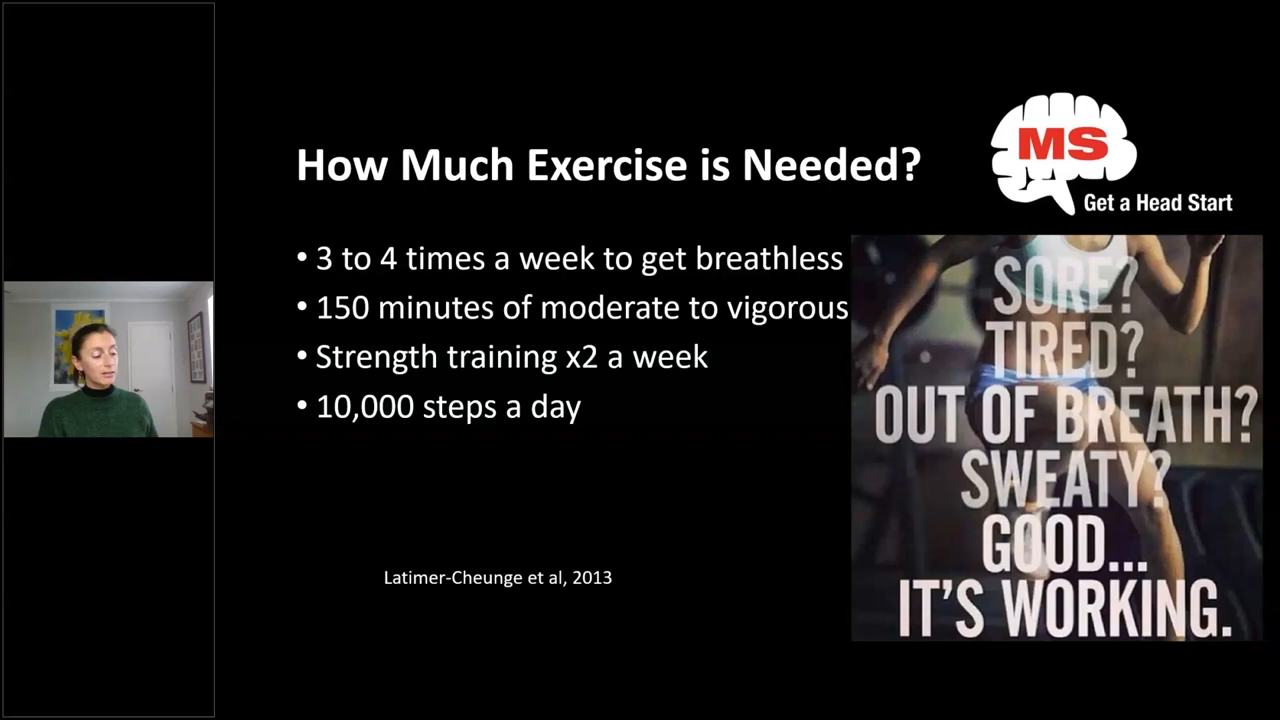 How Much Exercise is Needed?
MS
Get a Head Start
• 3 to 4 times a week to get breathless
• 150 minutes of moderate to vigorous
• Strength training x2 a week
• 10,000 steps a day
SORE?
TIRED?
OUT OF BREATH?
SWEATY?
GOOD...
IT'S WORKING.
Latimer-Cheunge et al, 2013